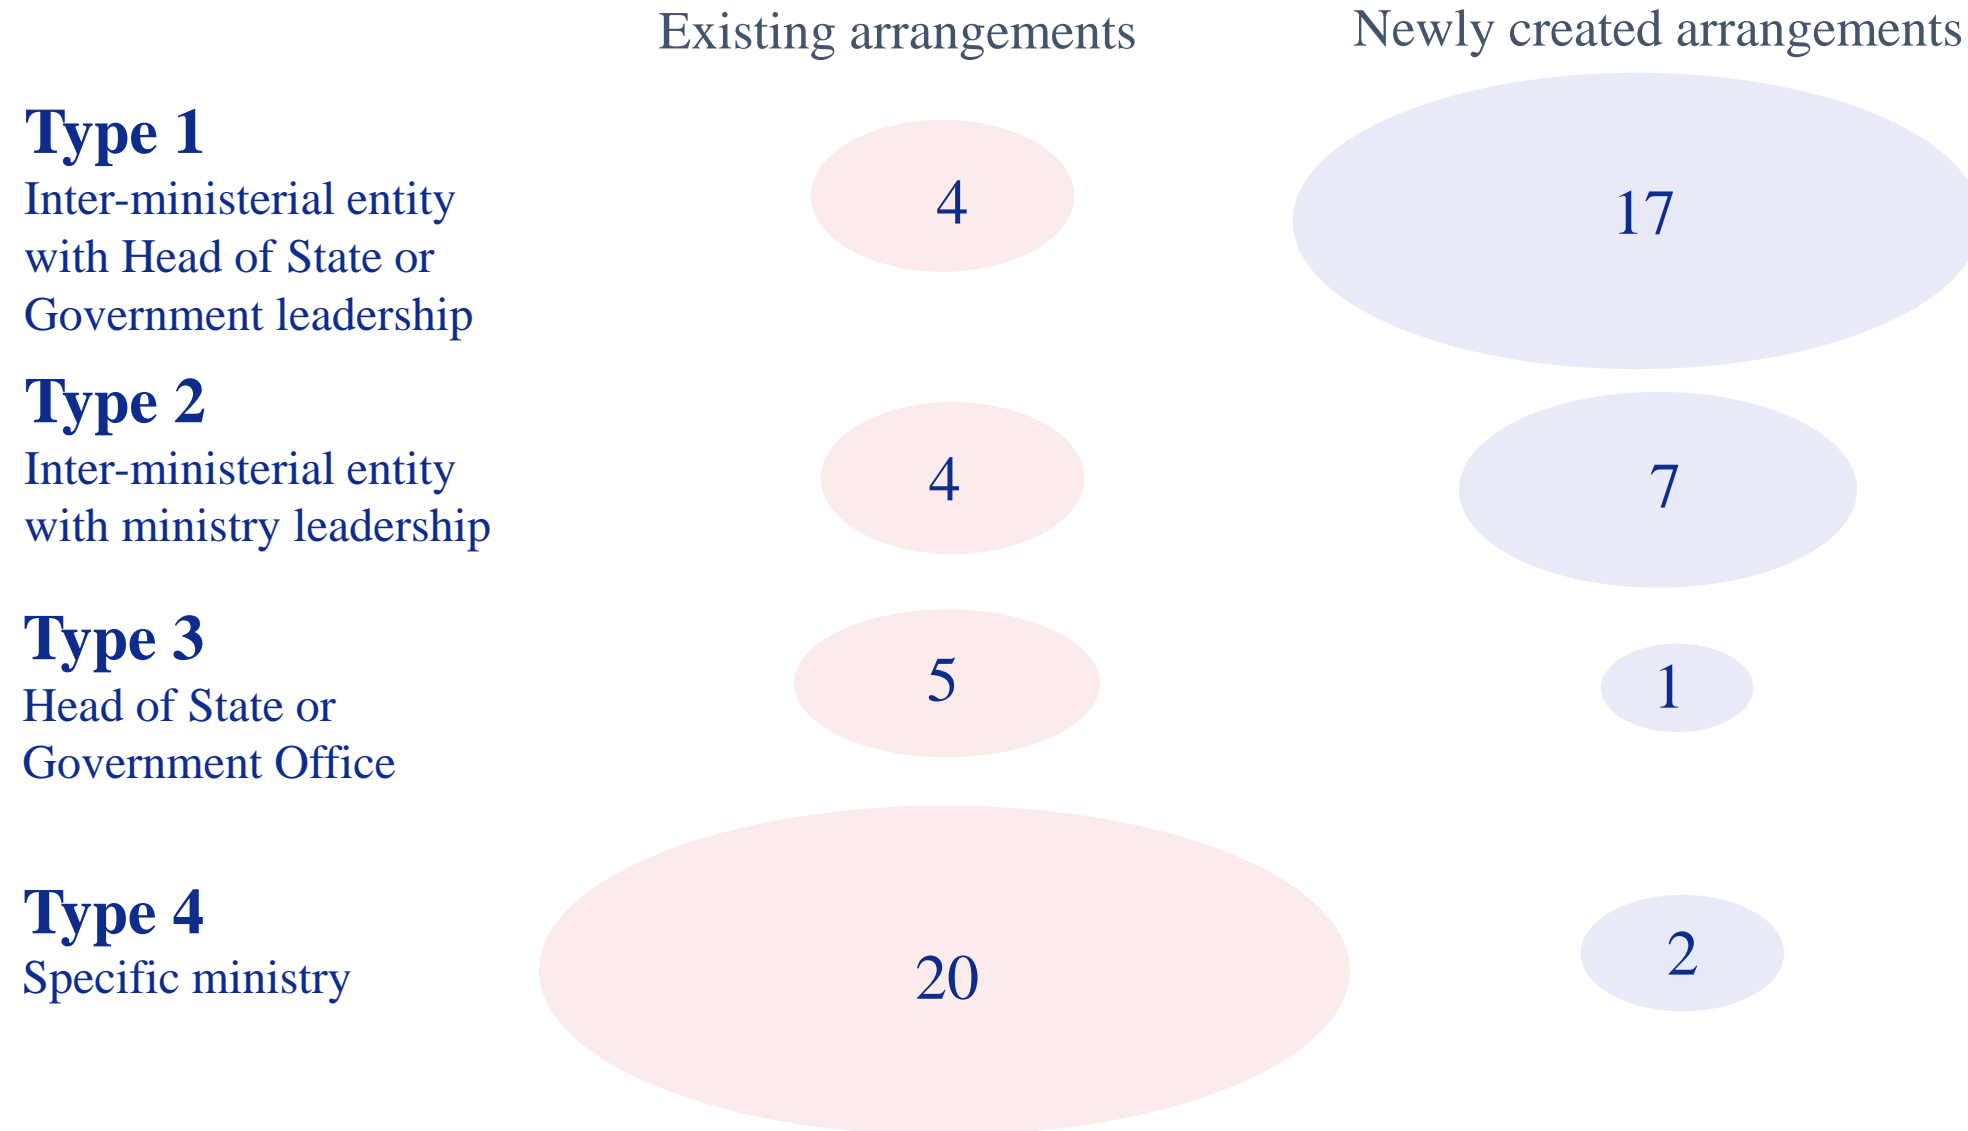 Existing arrangements
Newly created arrangements
Type 1
Inter-ministerial entity
with Head of State or
Government leadership
4
17
Type 2
Inter-ministerial entity
with ministry leadership
4
7
Type 3
Head of State or
Government Office
5
1
Type 4
Specific ministry
20
2